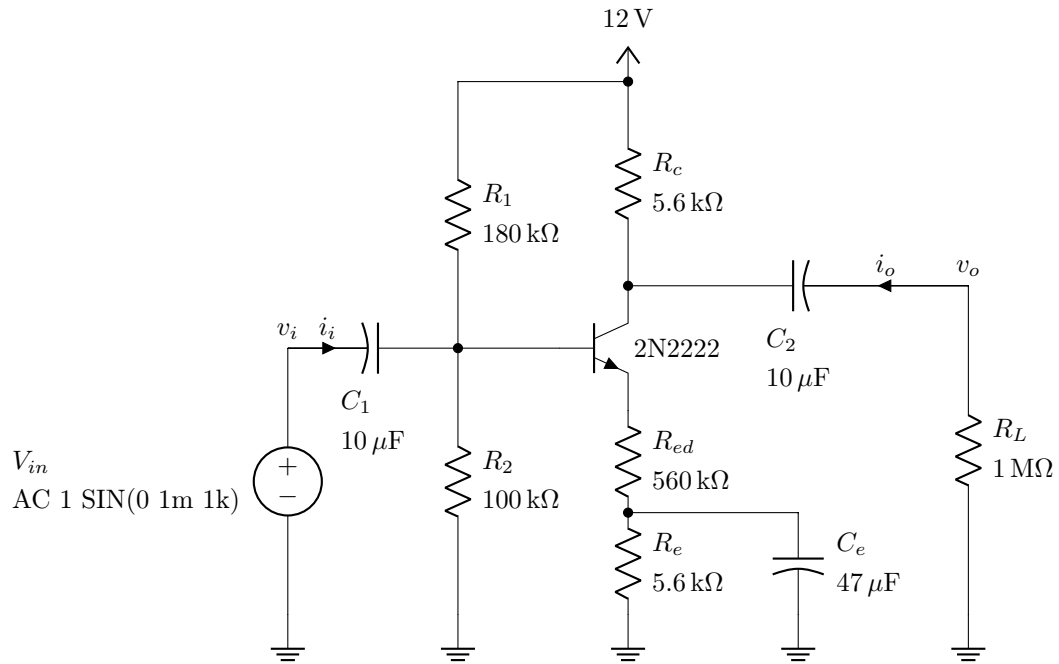 12 V
R_1
180 kΩ
R_c
5.6 kΩ
v_i
i_i
C_1
10 μF
2N2222
i_o
v_o
C_2
10 μF
V_in
AC 1 SIN(0 1m 1k)
+
−
R_2
100 kΩ
R_ed
560 kΩ
R_L
1 MΩ
R_e
5.6 kΩ
C_e
47 μF